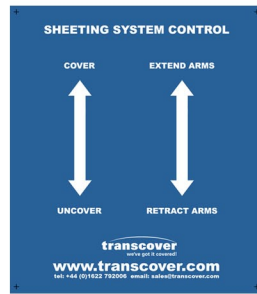 SHEETING SYSTEM CONTROL
COVER EXTEND ARMS
UNCOVER RETRACT ARMS
transcover
we've got it covered!
www.transcover.com
tel: +44 (0)1622 792006 email: sales@transcover.com